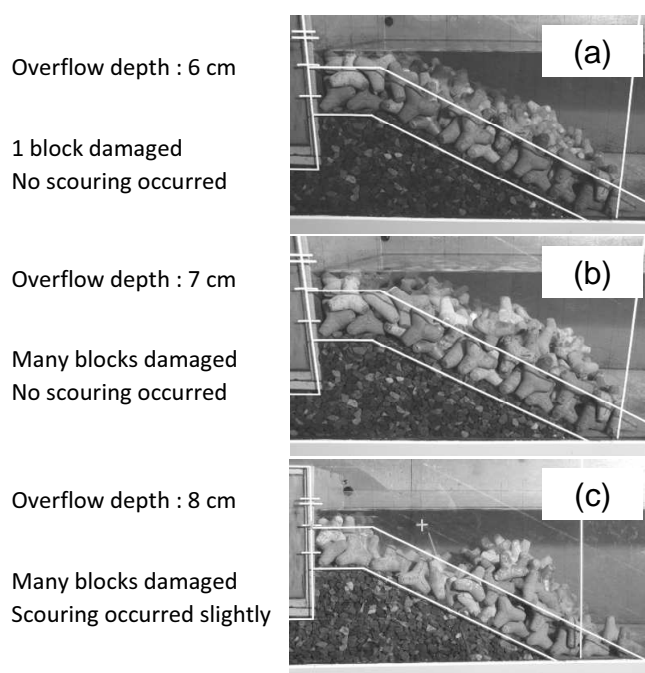 Overflow depth : 6 cm
(a)
1 block damaged
No scouring occurred
Overflow depth : 7 cm
(b)
Many blocks damaged
No scouring occurred
Overflow depth : 8 cm
(c)
Many blocks damaged
Scouring occurred slightly